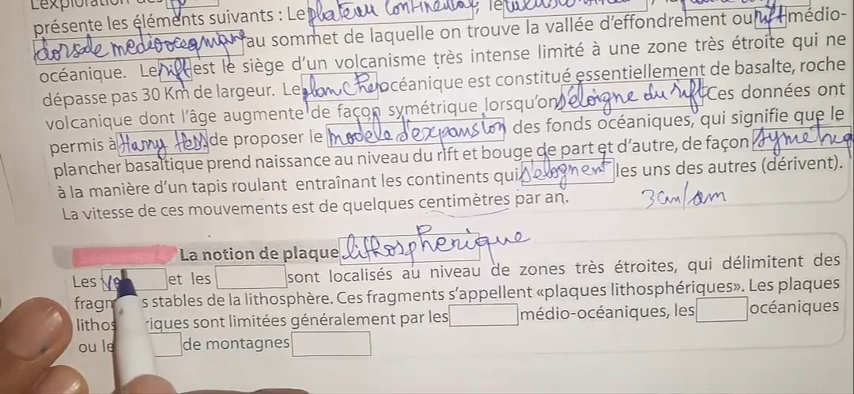 L'exploration des
présente les éléments suivants : Le plateau continental, le
dorsale medioocequnique au sommet de laquelle on trouve la vallée d'effondrement ou rift médio-
océanique. Le rift est le siège d'un volcanisme très intense limité à une zone très étroite qui ne
dépasse pas 30 Km de largeur. Le plancher océanique est constitué essentiellement de basalte, roche
volcanique dont l'âge augmente de façon symétrique lorsqu'on s'éloigne du rift Ces données ont
permis à Harry Hess de proposer le modèle d'expansion des fonds océaniques, qui signifie que le
plancher basaltique prend naissance au niveau du rift et bouge de part et d'autre, de façon symetriq
à la manière d'un tapis roulant entraînant les continents qui s'elognent les uns des autres (dérivent).
La vitesse de ces mouvements est de quelques centimètres par an. 3cm/am
La notion de plaque lithospherique
Les et les sont localisés au niveau de zones très étroites, qui délimitent des
fragm s stables de la lithosphère. Ces fragments s'appellent «plaques lithosphériques». Les plaques
lithos riques sont limitées généralement par les médio-océaniques, les océaniques
ou le de montagnes